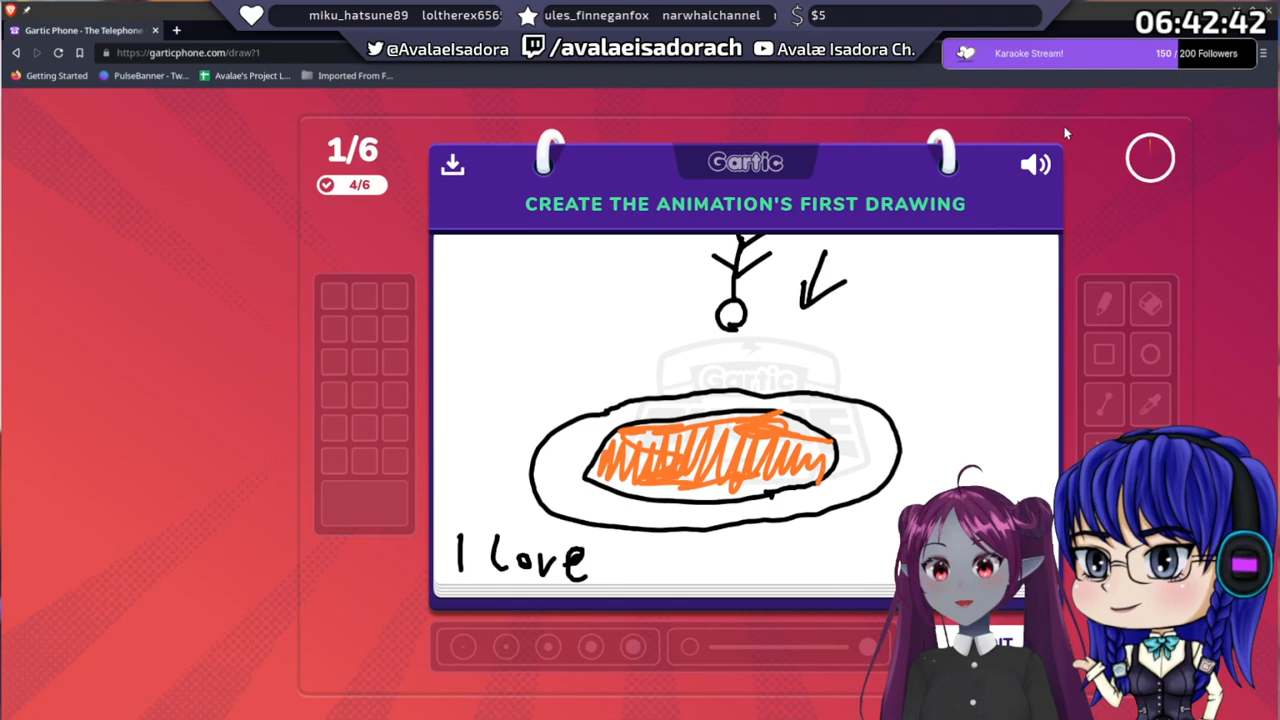 miku_hatsune89 loltherex656
ules_finneganfox narwhalchannel
$5
06:42:42
Gartic Phone - The Telephone
@AvalaeIsadora
/avalaeisadorach
Avalæ Isadora Ch.
https://garticphone.com/draw?1
Karaoke Stream!
150 / 200 Followers
Getting Started
PulseBanner - Tw...
Avalae's Project L...
Imported From F...
1/6
4/6
Gartic
CREATE THE ANIMATION'S FIRST DRAWING
Gartic
I love